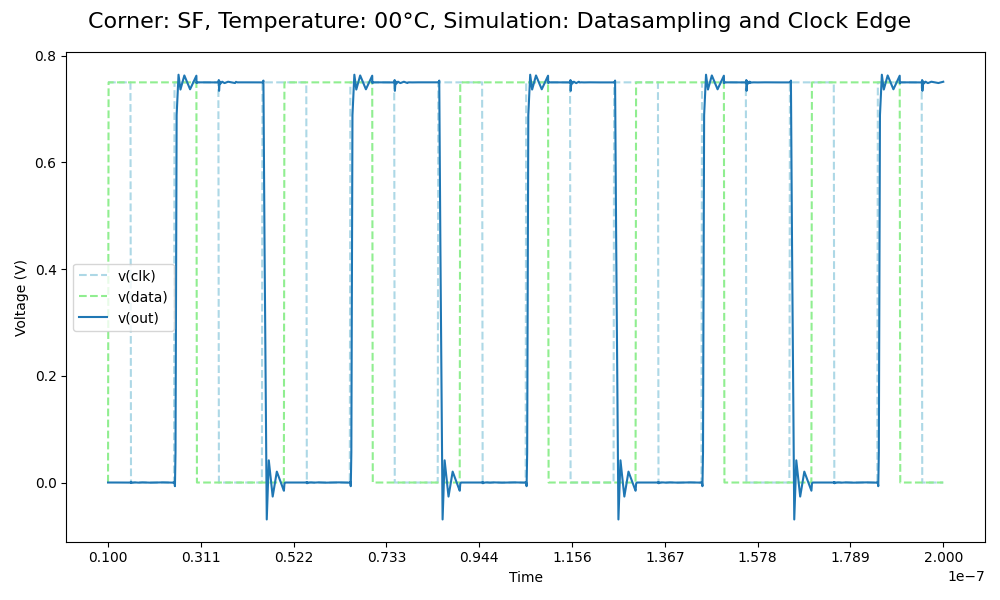 Corner: SF, Temperature: 00°C, Simulation: Datasampling and Clock Edge
0.8
0.6
0.4
0.2
0.0
Voltage (V)
v(clk)
v(data)
v(out)
0.100 0.311 0.522 0.733 0.944 1.156 1.367 1.578 1.789 2.000
Time
1e−7